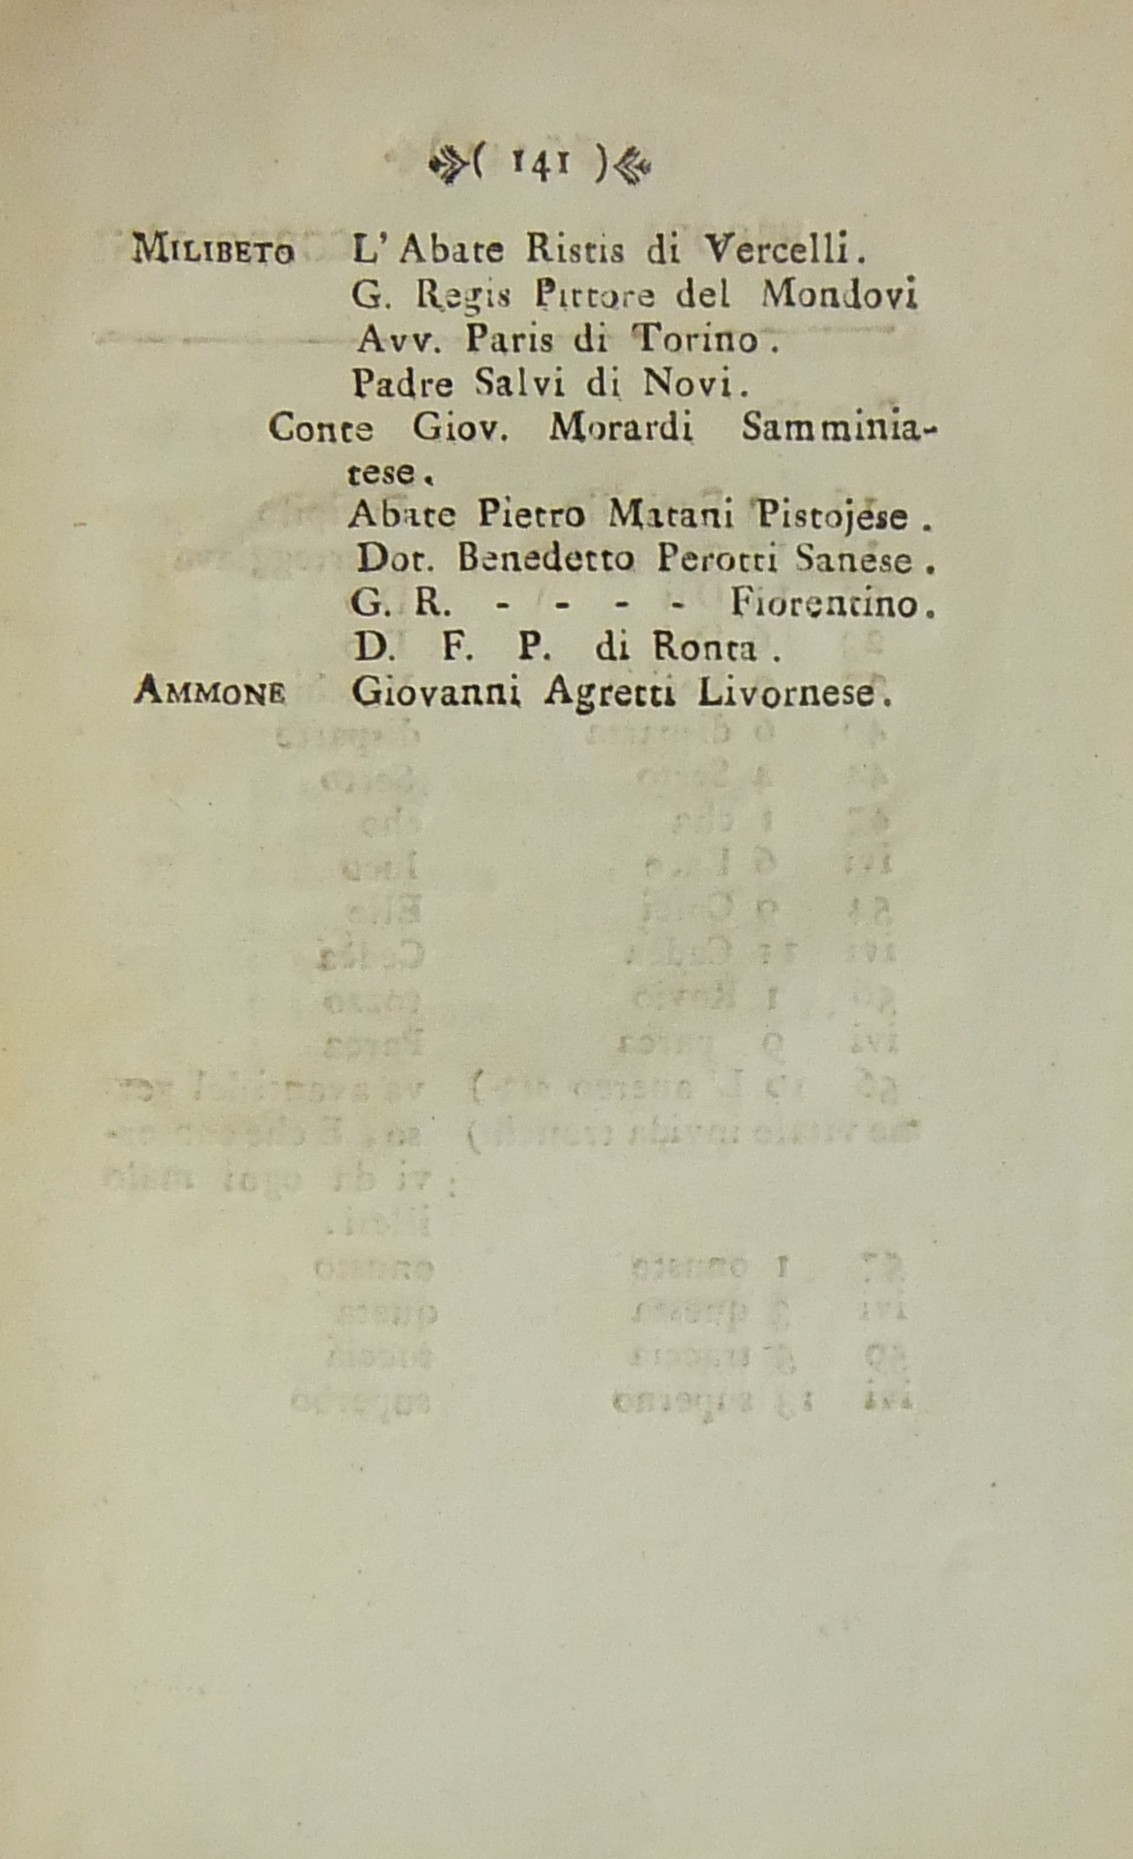 ( 141 )
MILIBETO L' Abate Ristis di Vercelli.
G. Regis Pittore del Mondovi
Avv. Paris di Torino.
Padre Salvi di Novi.
Conte Giov. Morardi Samminia-
tese.
Abate Pietro Matani Pistojese.
Dot. Benedetto Perotti Sanese.
G. R. - - - - Fiorentino.
D. F. P. di Ronta.
AMMONE Giovanni Agretti Livornese.